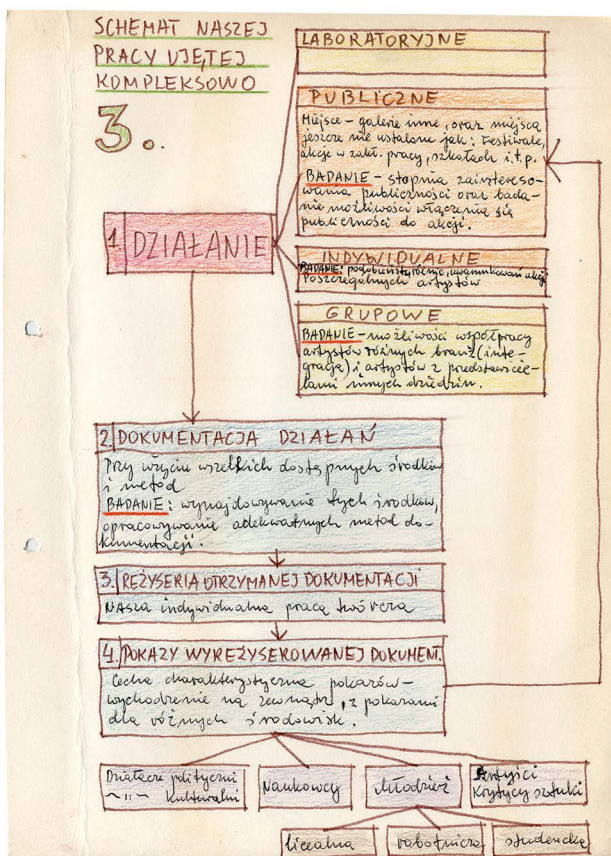 SCHEMAT NASZEJ
PRACY UJĘTEJ
KOMPLEKSOWO
3.
LABORATORYJNE
PUBLICZNE
Miejsce – galerie inne, oraz miejsca
jeszcze nie ustalone jak: Festiwale,
akcje w zakł. pracy, szkołach i.t.p.
BADANIE – stopnia zaintereso-
wania publiczności oraz bada-
nie możliwości włączenia się
publiczności do akcji.
1. DZIAŁANIE
INDYWIDUALNE
BADANIE: podobieństw, różnic, uwarunkowań akcji
Poszczególnych artystów
GRUPOWE
BADANIE – możliwości współpracy
artystów różnych branż (inte-
gracja) i artystów z przedstawicie-
lami innych dziedzin.
2. DOKUMENTACJA DZIAŁAŃ
Przy użyciu wszelkich dostępnych środków
i metod
BADANIE: wynajdowywanie tych środków,
opracowywanie adekwatnych metod do-
kumentacji.
3. REŻYSERIA OTRZYMANEJ DOKUMENTACJI
Nasza indywidualna praca twórcza
4. POKAZY WYREŻYSEROWANEJ DOKUMENT.
Cecha charakterystyczna pokazów –
wychodzenie na zewnątrz, z pokazami
dla różnych środowisk.
Działacze polityczni
~ " ~ Kulturalni
Naukowcy
Młodzież
Artyści
Krytycy sztuki
licealna
robotnicza
studencka